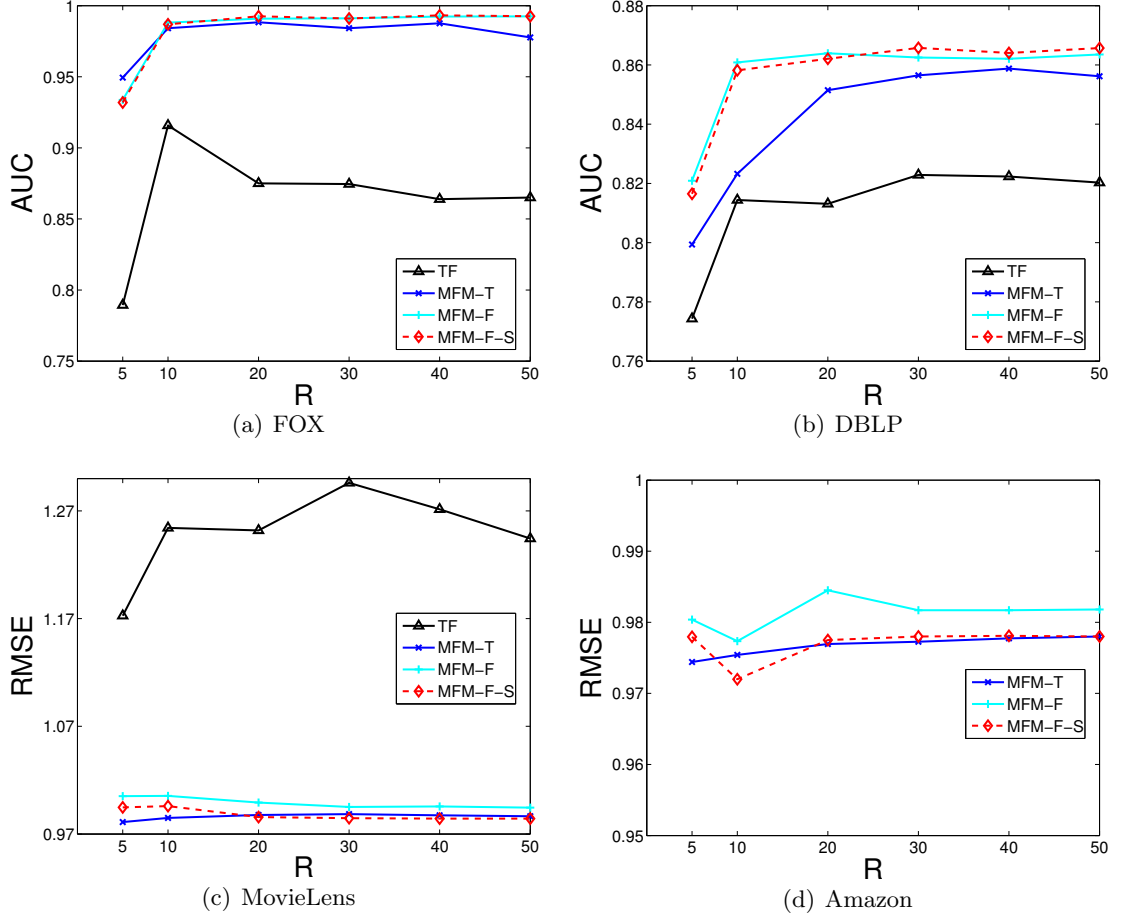 1
0.95
0.9
0.85
0.8
0.75
AUC
5 10 20 30 40 50
R
TF
MFM-T
MFM-F
MFM-F-S
(a) FOX
0.88
0.86
0.84
0.82
0.8
0.78
0.76
AUC
5 10 20 30 40 50
R
TF
MFM-T
MFM-F
MFM-F-S
(b) DBLP
1.27
1.17
1.07
0.97
RMSE
5 10 20 30 40 50
R
TF
MFM-T
MFM-F
MFM-F-S
(c) MovieLens
1
0.99
0.98
0.97
0.96
0.95
RMSE
5 10 20 30 40 50
R
MFM-T
MFM-F
MFM-F-S
(d) Amazon